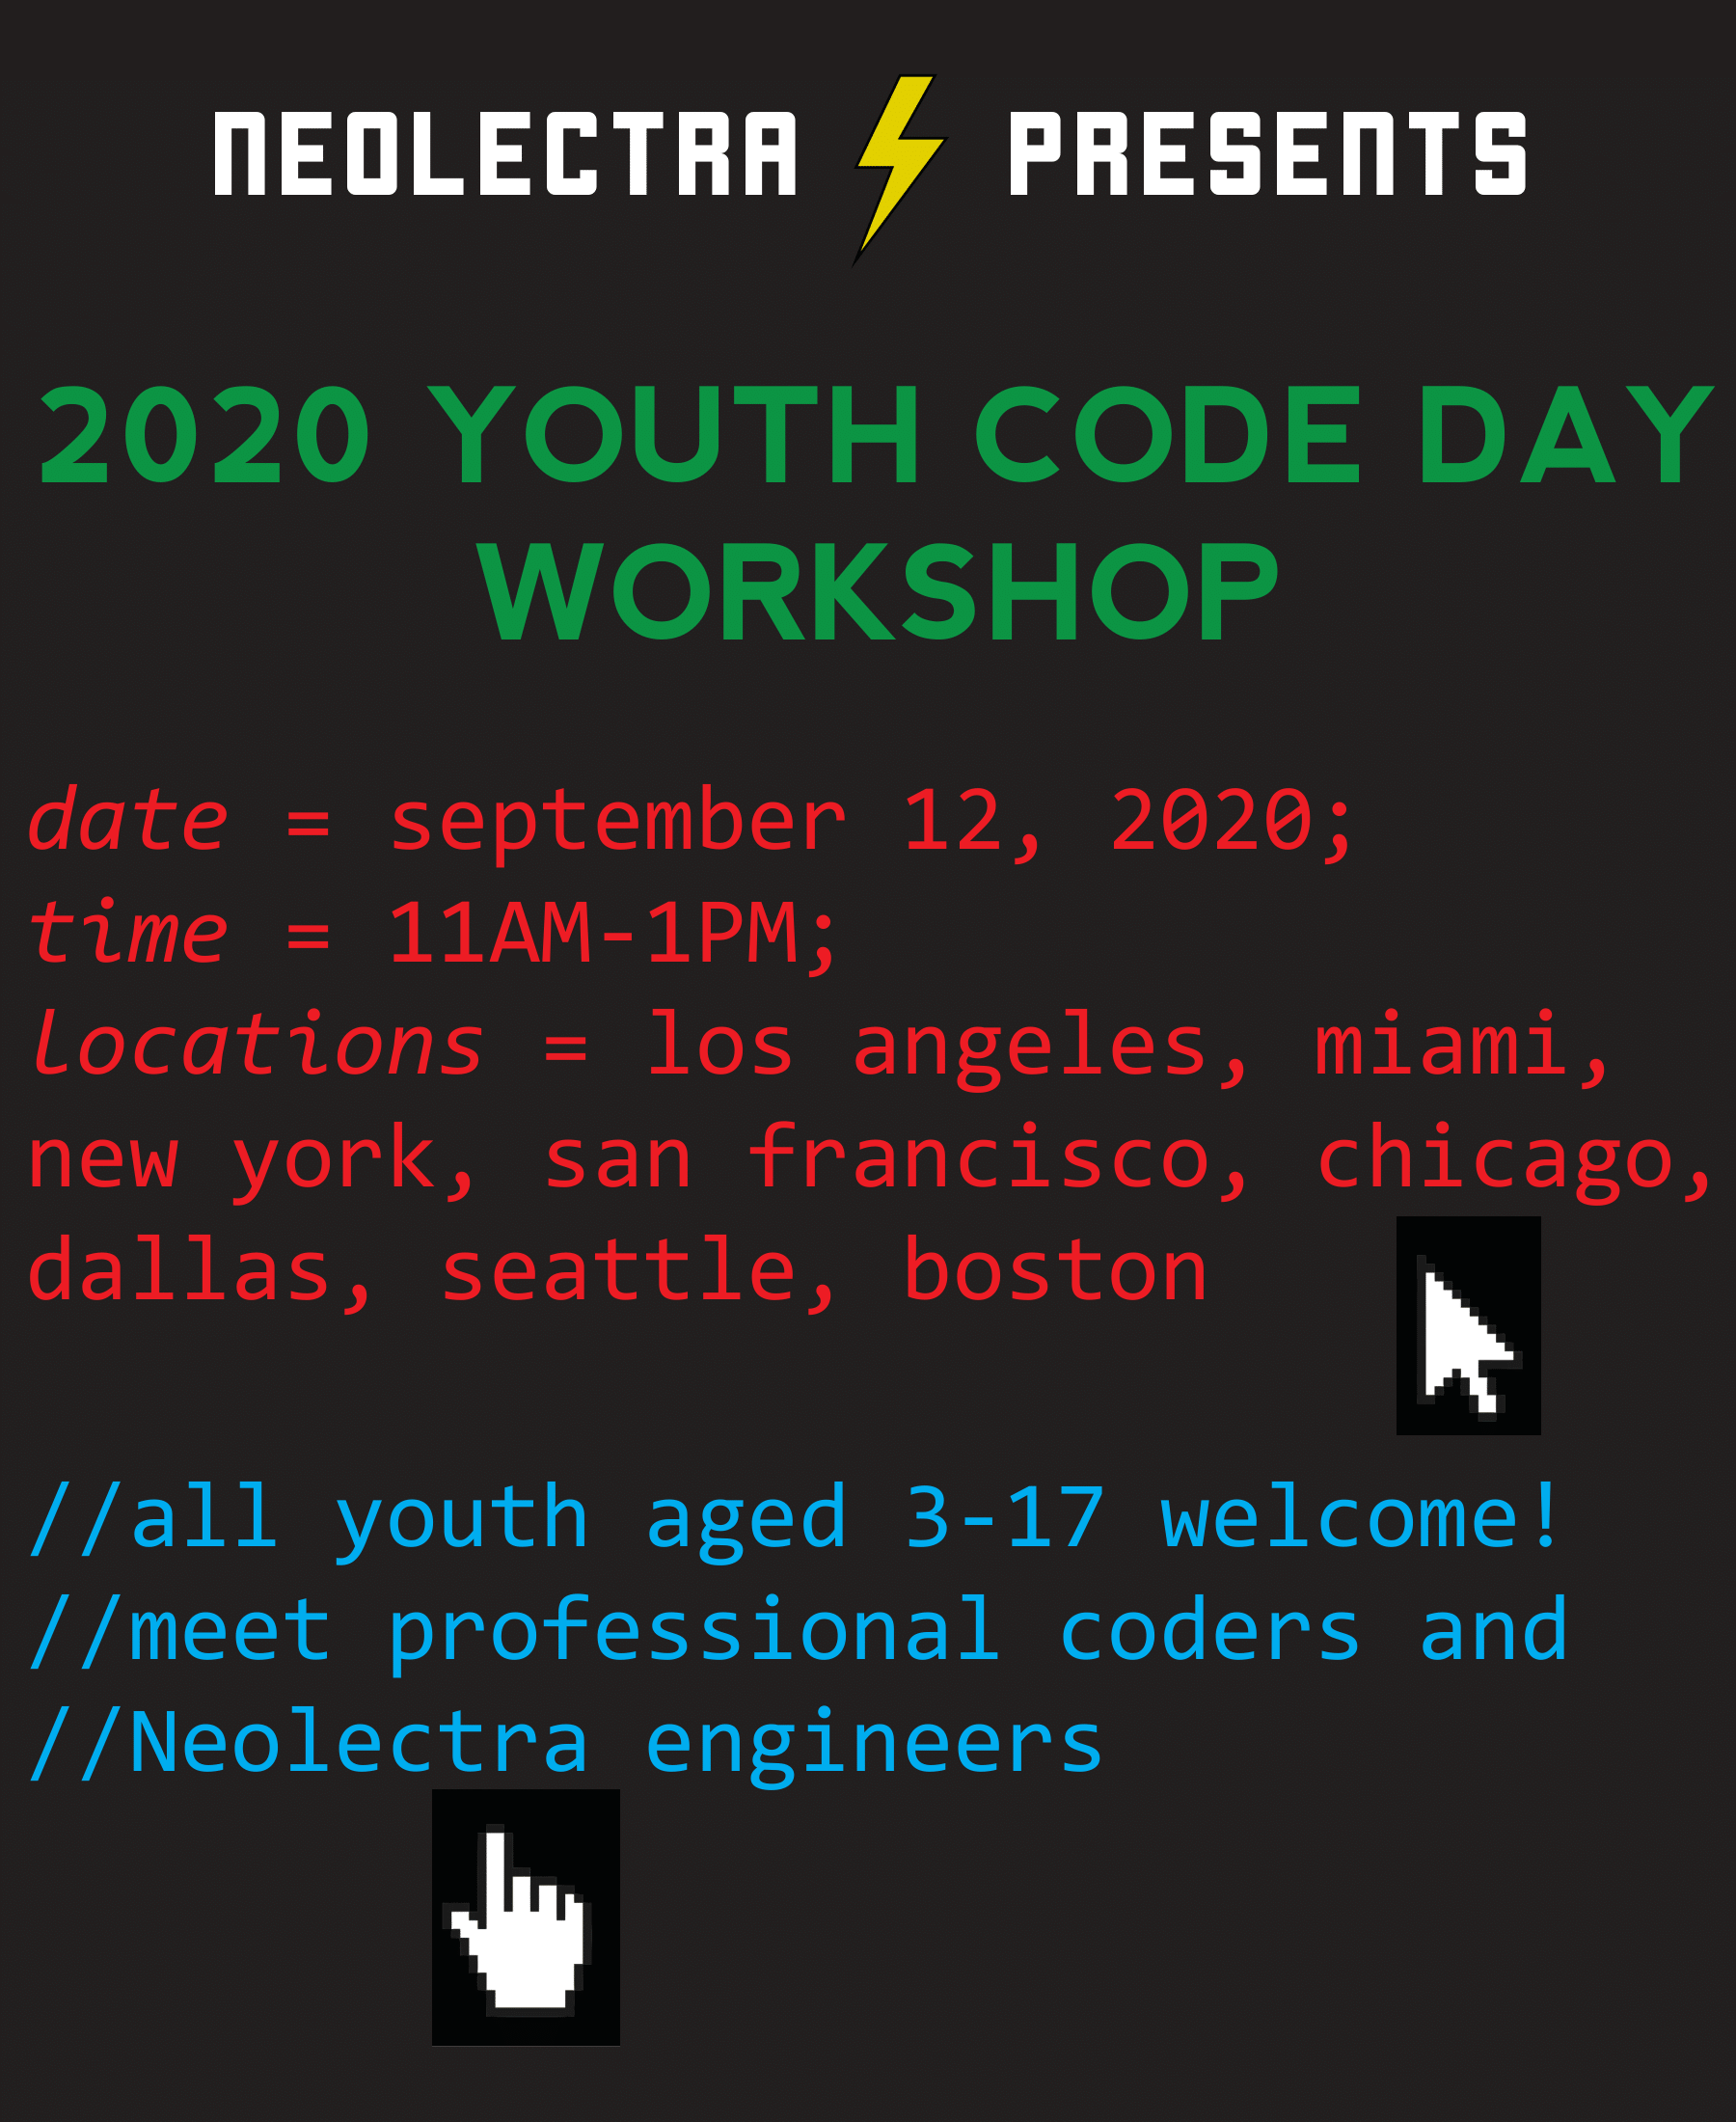 NEOLECTRA PRESENTS
2020 YOUTH CODE DAY
WORKSHOP
date = september 12, 2020;
time = 11AM-1PM;
locations = los angeles, miami,
new york, san francisco, chicago,
dallas, seattle, boston
//all youth aged 3-17 welcome!
//meet professional coders and
//Neolectra engineers